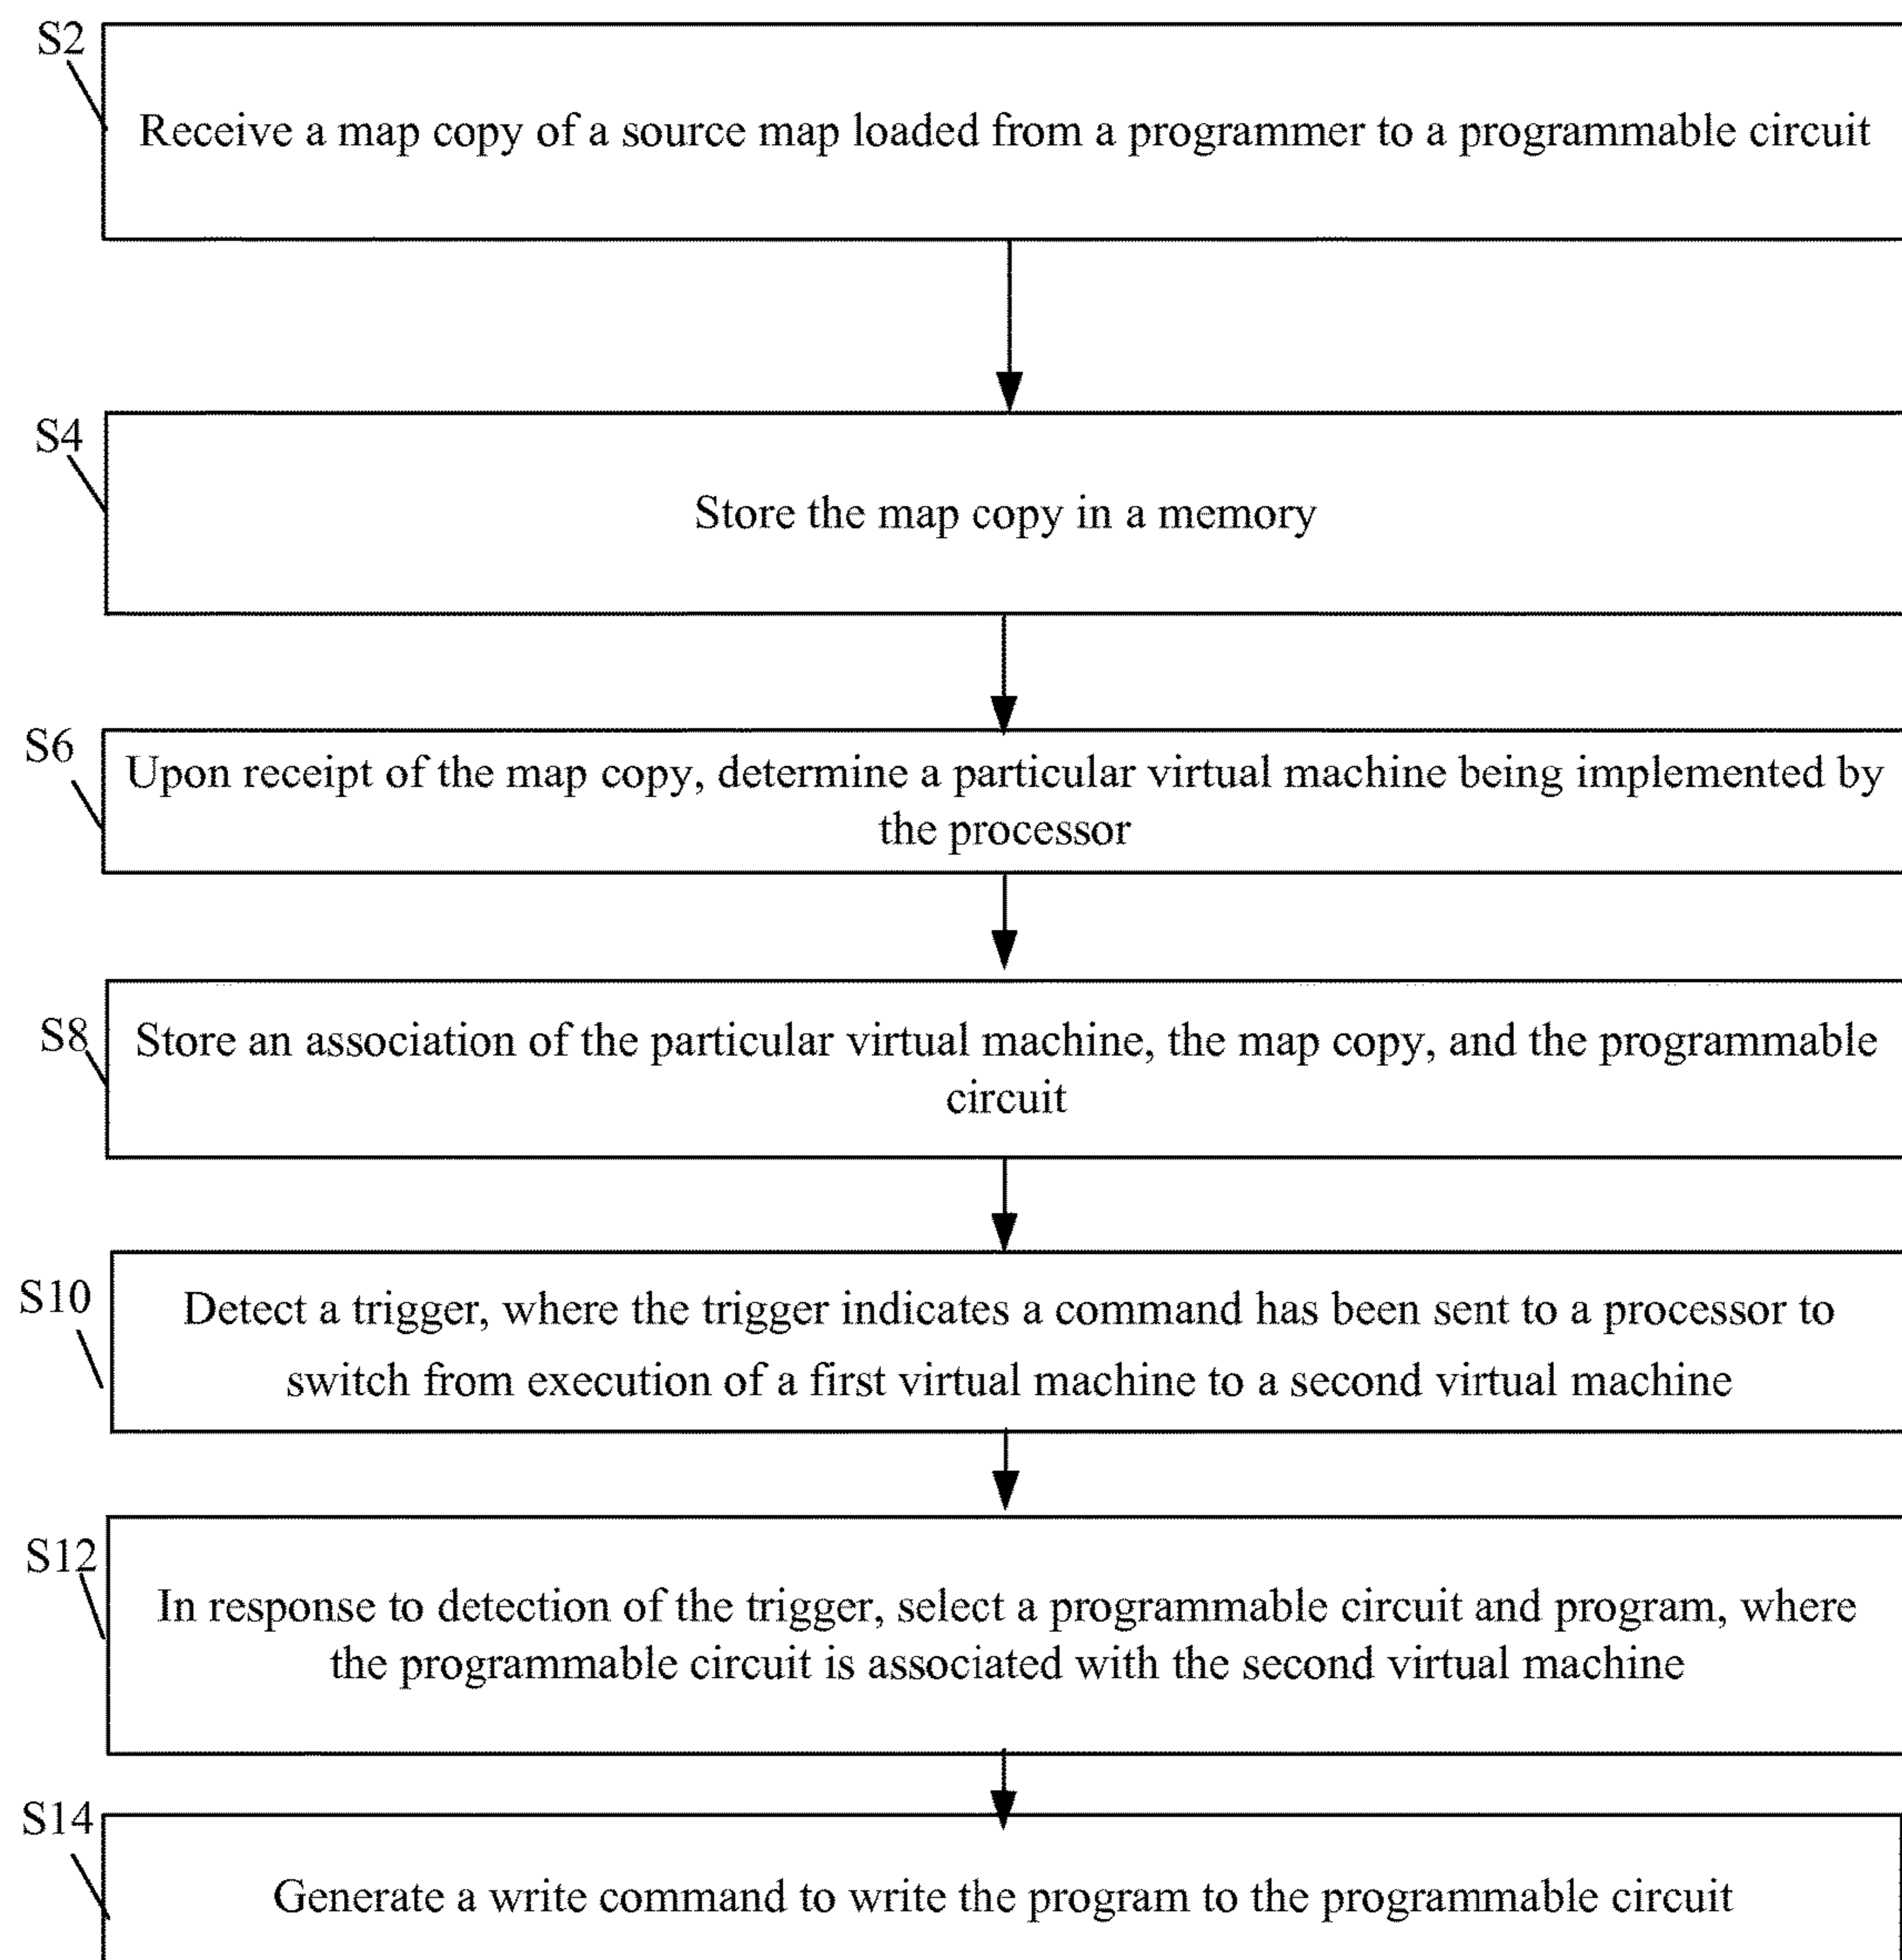 S2
Receive a map copy of a source map loaded from a programmer to a programmable circuit
S4
Store the map copy in a memory
S6
Upon receipt of the map copy, determine a particular virtual machine being implemented by
the processor
S8
Store an association of the particular virtual machine, the map copy, and the programmable
circuit
S10
Detect a trigger, where the trigger indicates a command has been sent to a processor to
switch from execution of a first virtual machine to a second virtual machine
S12
In response to detection of the trigger, select a programmable circuit and program, where
the programmable circuit is associated with the second virtual machine
S14
Generate a write command to write the program to the programmable circuit